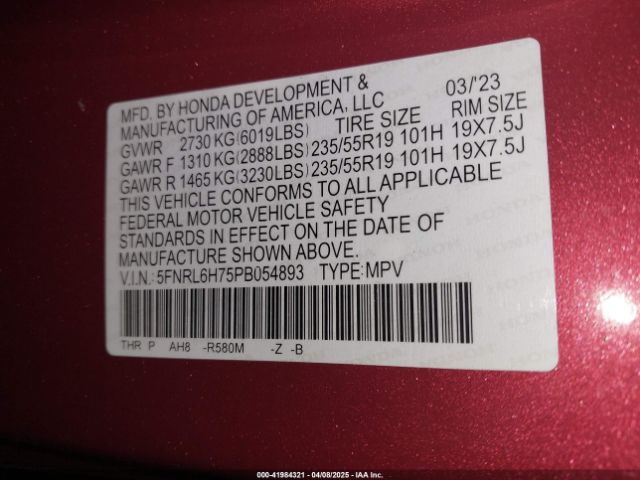 MFD. BY HONDA DEVELOPMENT & 03/'23
MANUFACTURING OF AMERICA, LLC
GVWR 2730 KG (6019LBS) TIRE SIZE RIM SIZE
GAWR F 1310 KG (2888LBS) 235/55R19 101H 19X7.5J
GAWR R 1465 KG (3230LBS) 235/55R19 101H 19X7.5J
THIS VEHICLE CONFORMS TO ALL APPLICABLE
FEDERAL MOTOR VEHICLE SAFETY
STANDARDS IN EFFECT ON THE DATE OF
MANUFACTURE SHOWN ABOVE.
V.I.N.: 5FNRL6H75PB054893 TYPE:MPV
THR P AH8 -R580M -Z -B
000-41984321 - 04/08/2025 - IAA Inc.